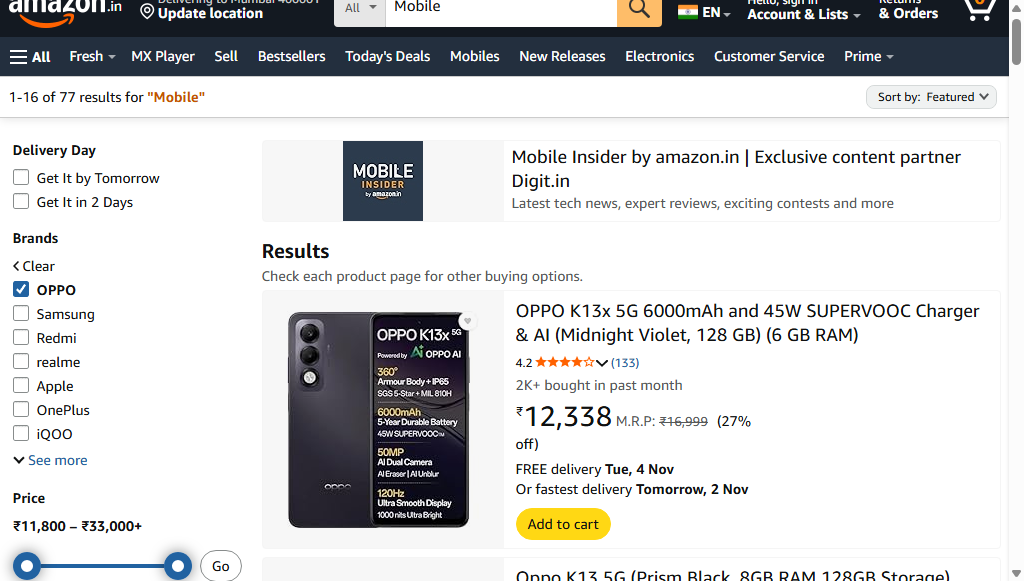 amazon.in
Delivering to Mumbai 400001
Update location
All
Mobile
EN
Hello, sign in
Account & Lists
Returns
& Orders
0
All
Fresh
MX Player
Sell
Bestsellers
Today's Deals
Mobiles
New Releases
Electronics
Customer Service
Prime
1-16 of 77 results for "Mobile"
Sort by: Featured
Delivery Day
Get It by Tomorrow
Get It in 2 Days
Brands
Clear
OPPO
Samsung
Redmi
realme
Apple
OnePlus
iQOO
See more
Price
₹11,800 – ₹33,000+
Go
MOBILE
INSIDER
by amazon.in
Mobile Insider by amazon.in | Exclusive content partner
Digit.in
Latest tech news, expert reviews, exciting contests and more
Results
Check each product page for other buying options.
OPPO K13x 5G
Powered by AI OPPO AI
360°
Armour Body + IP65
SGS 5-Star + MIL 810H
6000mAh
5-Year Durable Battery
45W SUPERVOOC™
50MP
AI Dual Camera
AI Eraser | AI Unblur
120Hz
Ultra Smooth Display
1000 nits Ultra Bright
oppo
OPPO K13x 5G 6000mAh and 45W SUPERVOOC Charger
& AI (Midnight Violet, 128 GB) (6 GB RAM)
4.2 (133)
2K+ bought in past month
₹12,338 M.R.P: ₹16,999 (27%
off)
FREE delivery Tue, 4 Nov
Or fastest delivery Tomorrow, 2 Nov
Add to cart
Oppo K13 5G (Prism Black, 8GB RAM 128GB Storage)